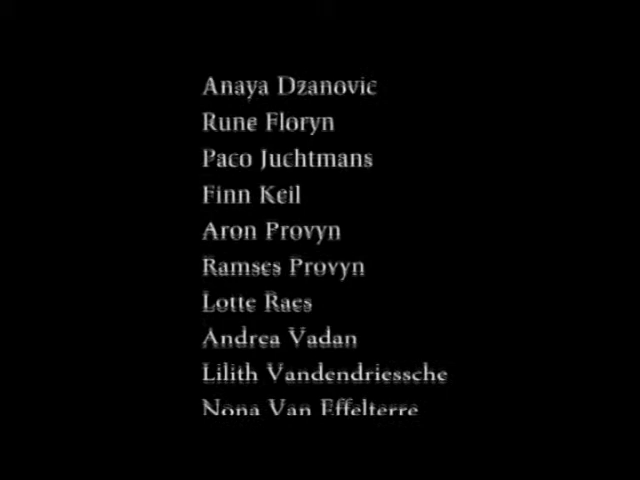 Anaya Dzanovic
Rune Floryn
Paco Juchtmans
Finn Keil
Aron Provyn
Ramses Provyn
Lotte Raes
Andrea Vadan
Lilith Vandendriessche
Nona Van Effelterre